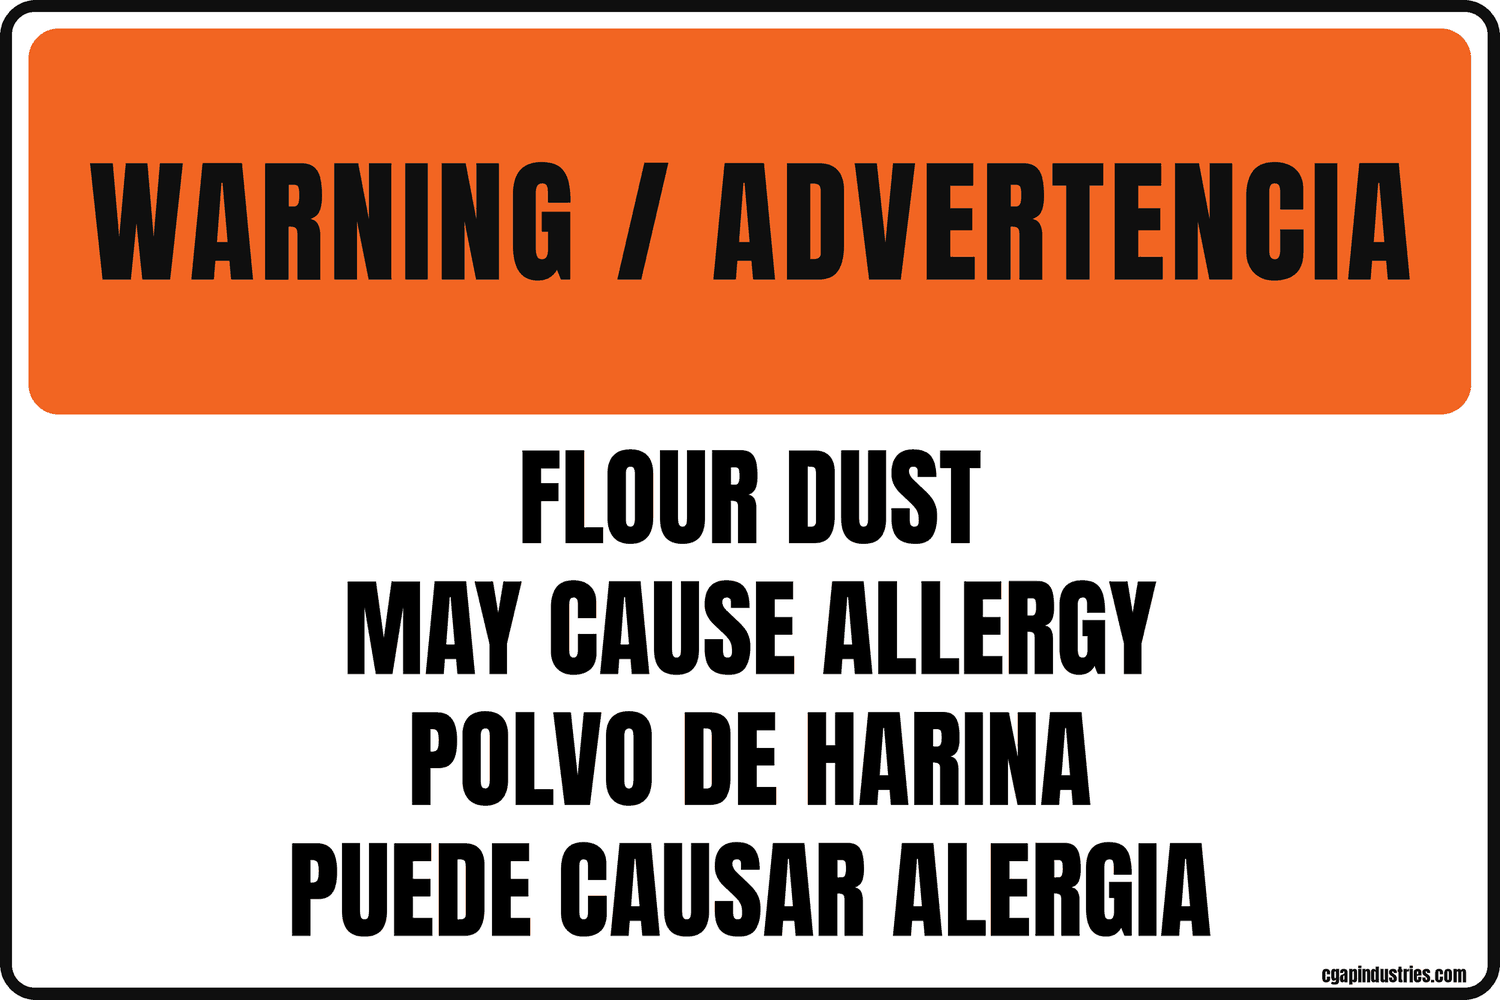 WARNING / ADVERTENCIA
FLOUR DUST
MAY CAUSE ALLERGY
POLVO DE HARINA
PUEDE CAUSAR ALERGIA
cgapindustries.com